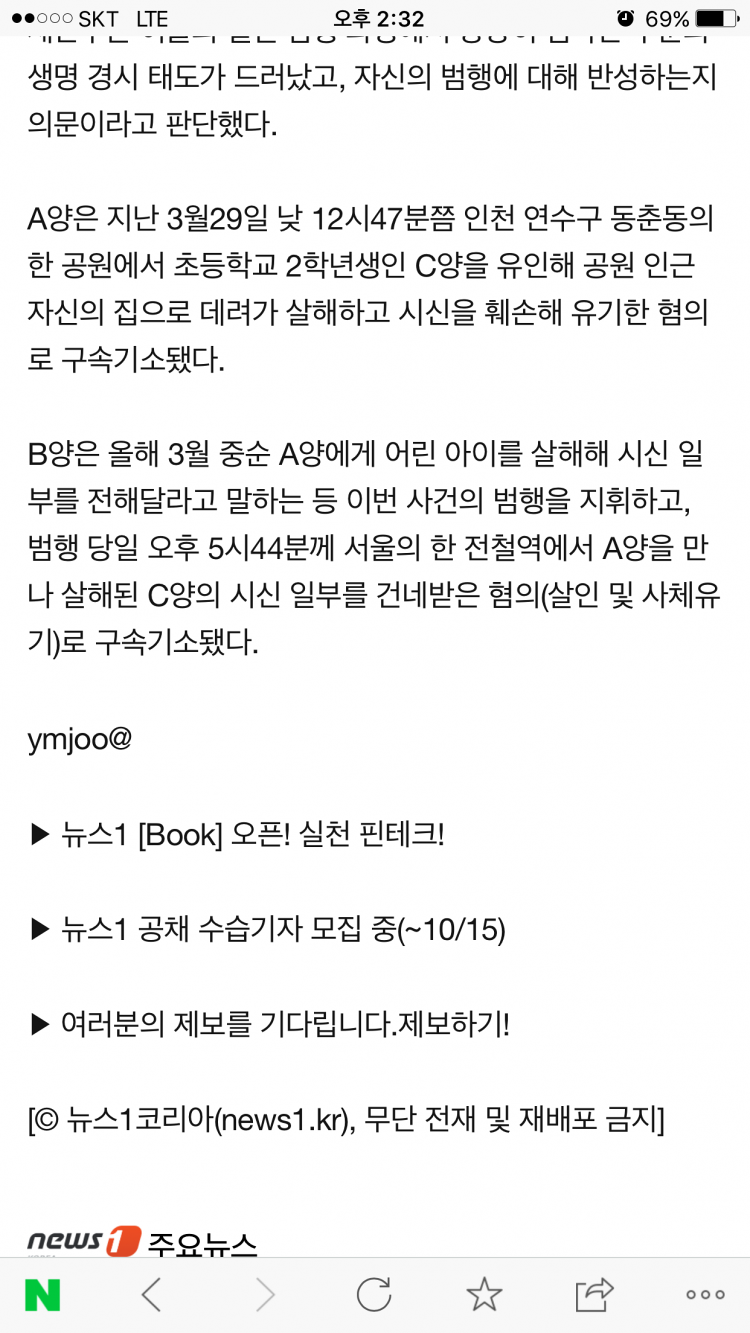 SKT LTE 오후 2:32 69%
생명 경시 태도가 드러났고, 자신의 범행에 대해 반성하는지
의문이라고 판단했다.
A양은 지난 3월29일 낮 12시47분쯤 인천 연수구 동춘동의
한 공원에서 초등학교 2학년생인 C양을 유인해 공원 인근
자신의 집으로 데려가 살해하고 시신을 훼손해 유기한 혐의
로 구속기소됐다.
B양은 올해 3월 중순 A양에게 어린 아이를 살해해 시신 일
부를 전해달라고 말하는 등 이번 사건의 범행을 지휘하고,
범행 당일 오후 5시44분께 서울의 한 전철역에서 A양을 만
나 살해된 C양의 시신 일부를 건네받은 혐의(살인 및 사체유
기)로 구속기소됐다.
ymjoo@
▶ 뉴스1 [Book] 오픈! 실천 핀테크!
▶ 뉴스1 공채 수습기자 모집 중(~10/15)
▶ 여러분의 제보를 기다립니다.제보하기!
[© 뉴스1코리아(news1.kr), 무단 전재 및 재배포 금지]
news1 주요뉴스
N